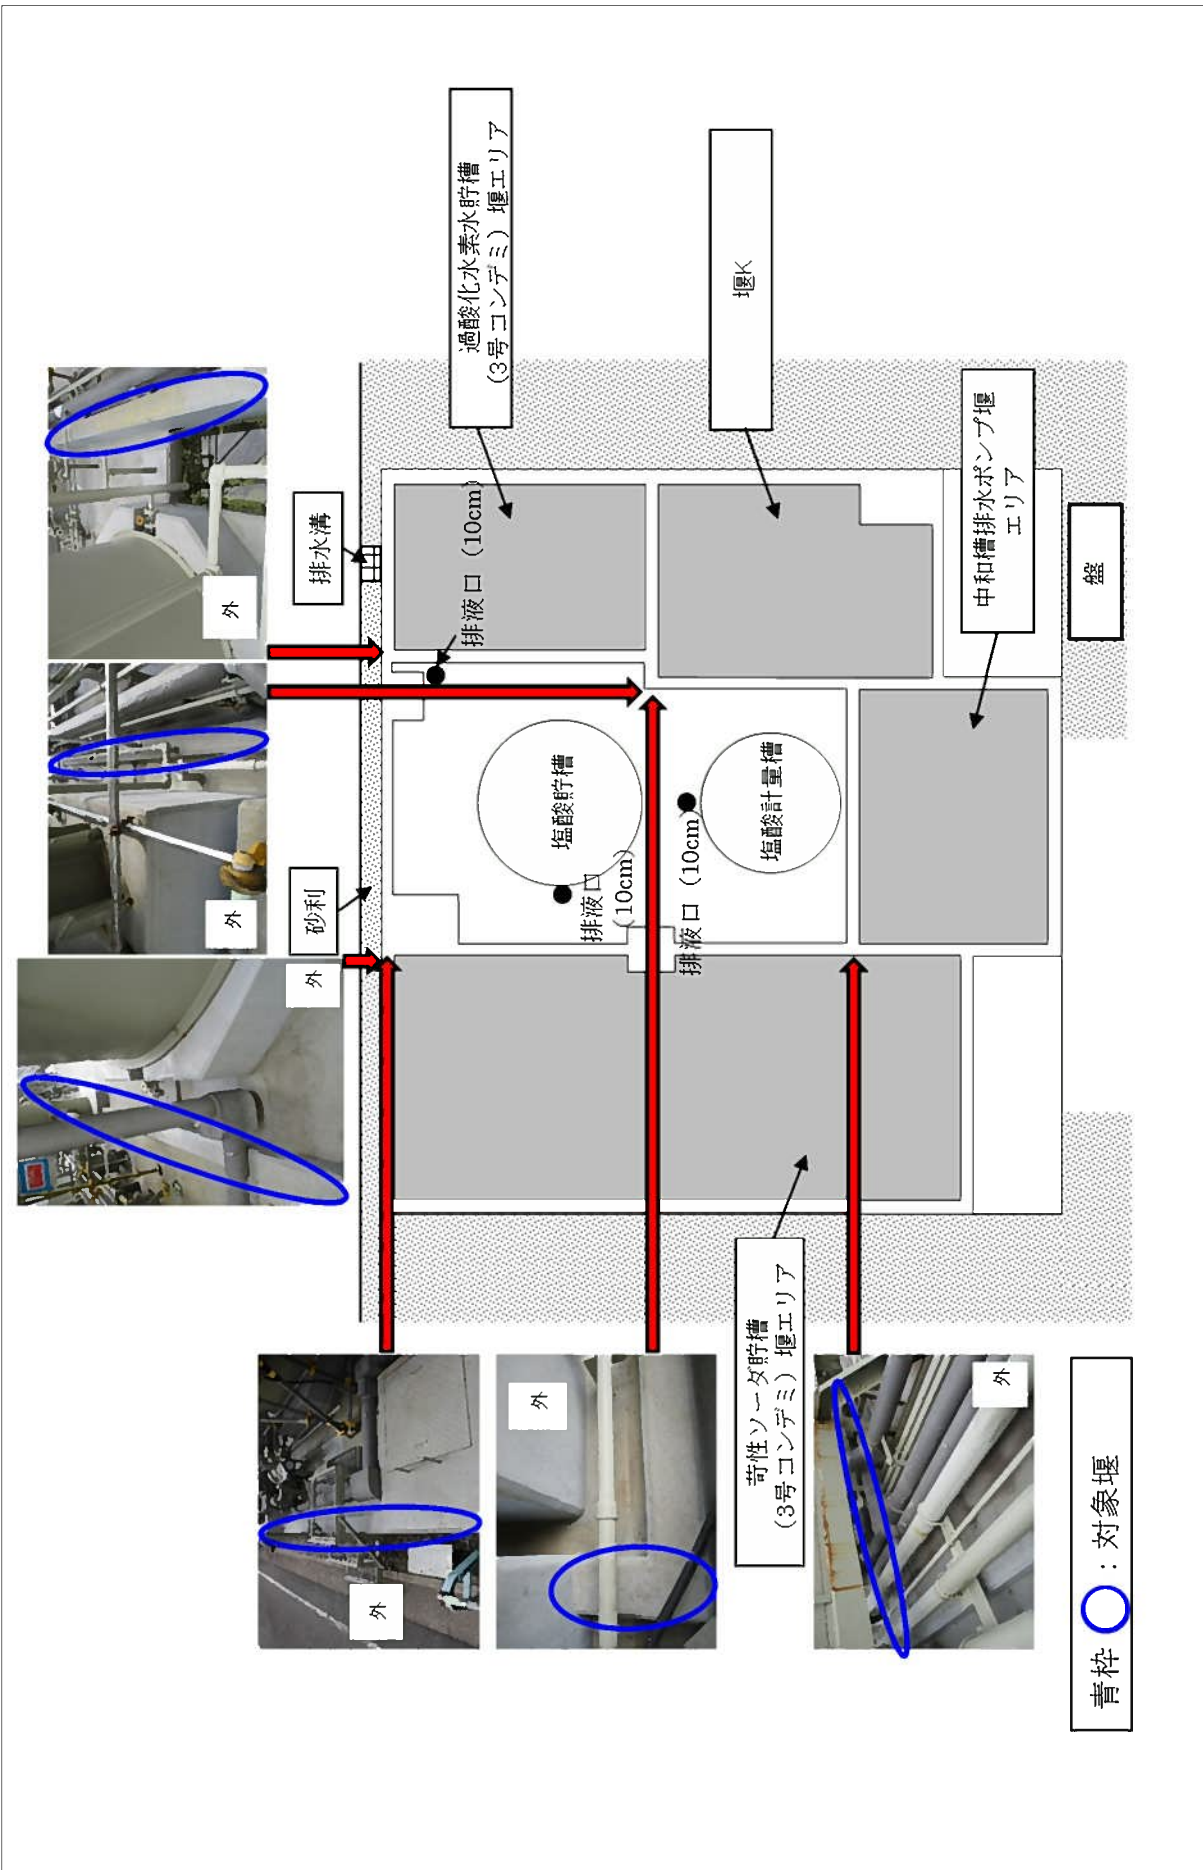 過酸化水素水貯槽
(3号コンデミ) 堰エリア
堰K
中和槽排水ポンプ堰
エリア
盤
排水溝
排液口 (10cm)
外
塩酸貯槽
塩酸計量槽
排液口
(10cm)
排液口 (10cm)
外
砂利
外
苛性ソーダ貯槽
(3号コンデミ) 堰エリア
外
外
外
青枠 : 対象堰